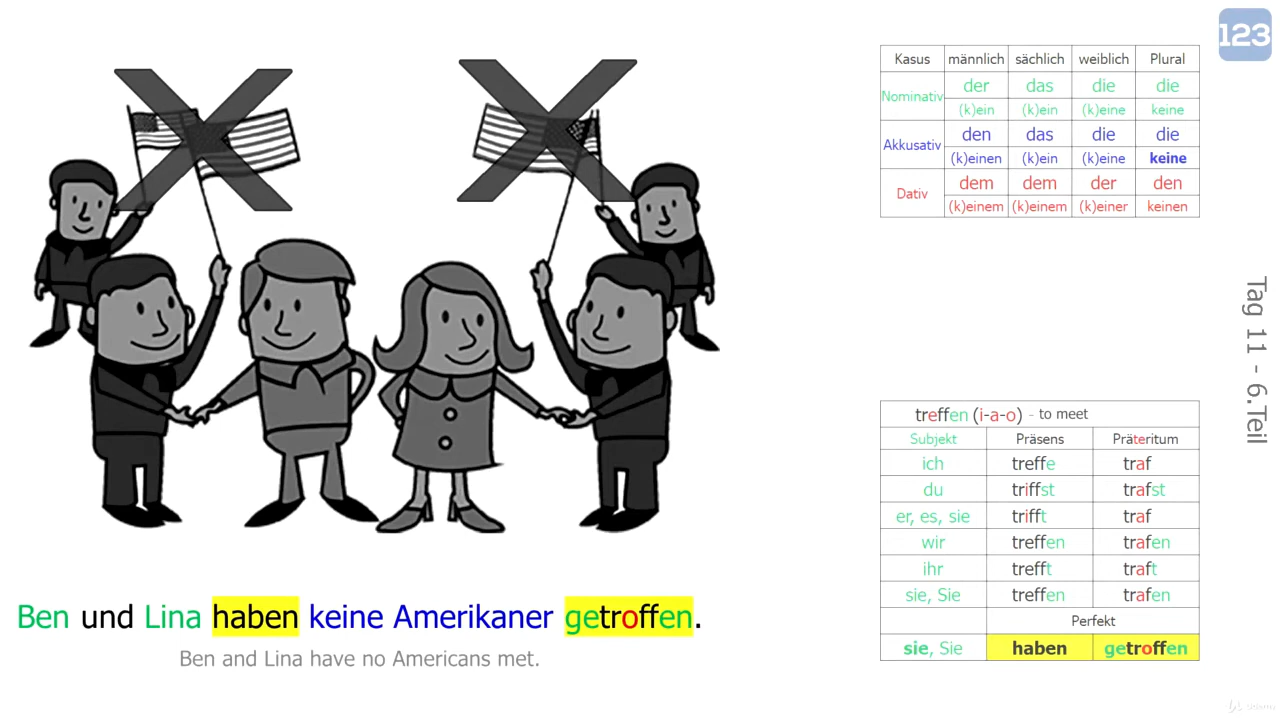 123
Kasus männlich sächlich weiblich Plural
Nominativ der das die die
(k)ein (k)ein (k)eine keine
Akkusativ den das die die
(k)einen (k)ein (k)eine keine
Dativ dem dem der den
(k)einem (k)einem (k)einer keinen
Tag 11 - 6.Teil
treffen (i-a-o) - to meet
Subjekt Präsens Präteritum
ich treffe traf
du triffst trafst
er, es, sie trifft traf
wir treffen trafen
ihr trefft traft
sie, Sie treffen trafen
Perfekt
sie, Sie haben getroffen
Ben und Lina haben keine Amerikaner getroffen.
Ben and Lina have no Americans met.